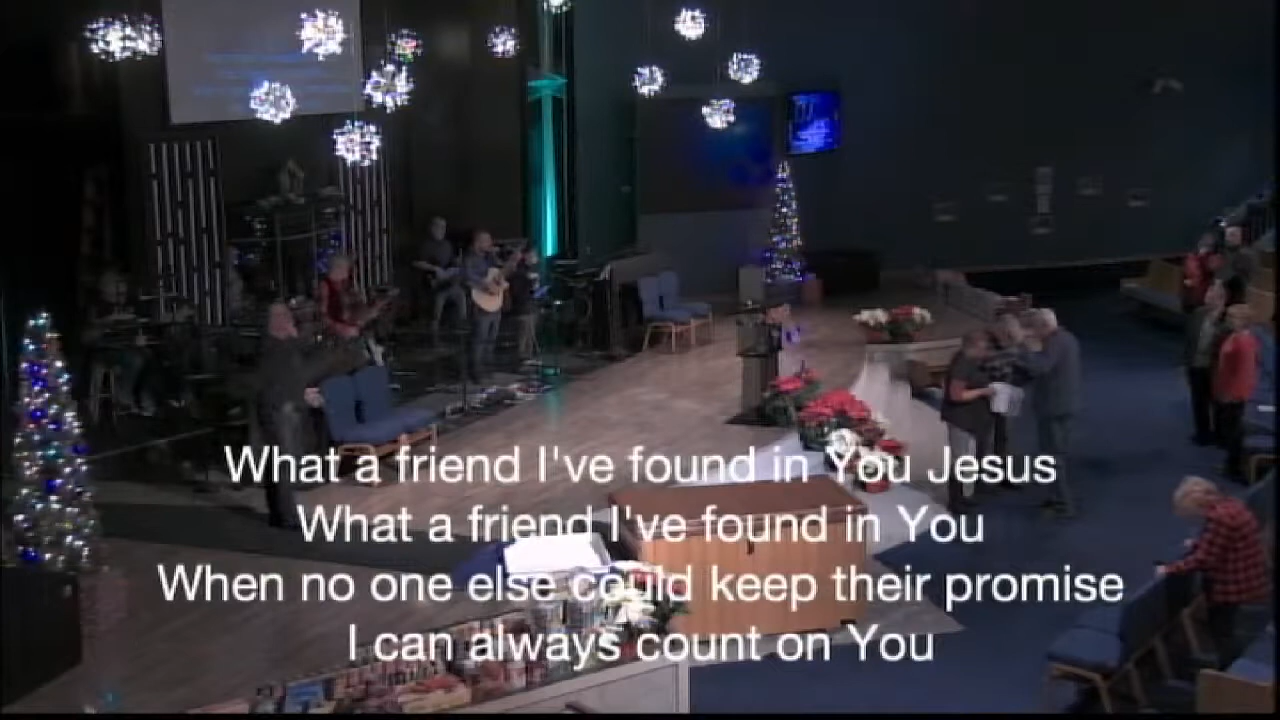 What a friend I've found in You Jesus
What a friend I've found in You
When no one else could keep their promise
I can always count on You